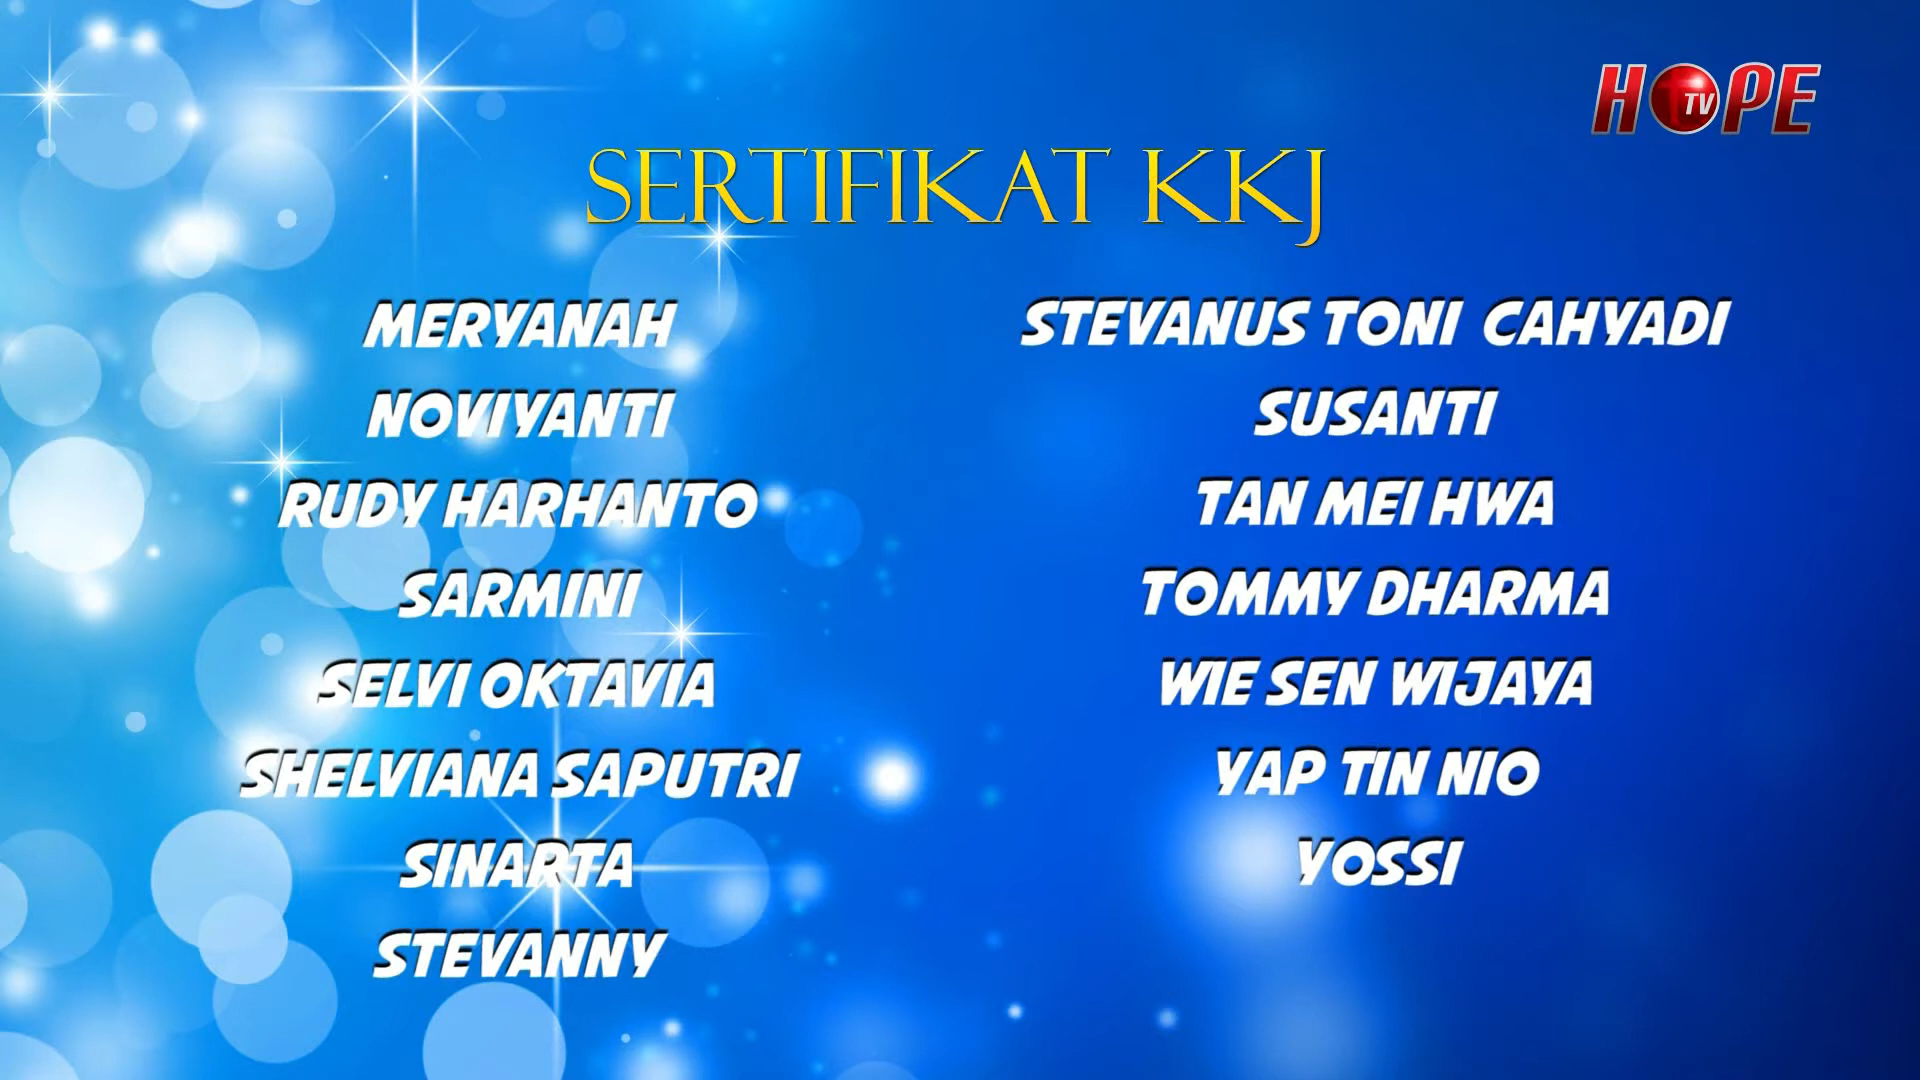 HOPE TV
SERTIFIKAT KKJ
MERYANAH
NOVIYANTI
RUDY HARHANTO
SARMINI
SELVI OKTAVIA
SHELVIANA SAPUTRI
SINARTA
STEVANNY
STEVANUS TONI CAHYADI
SUSANTI
TAN MEI HWA
TOMMY DHARMA
WIE SEN WIJAYA
YAP TIN NIO
YOSSI